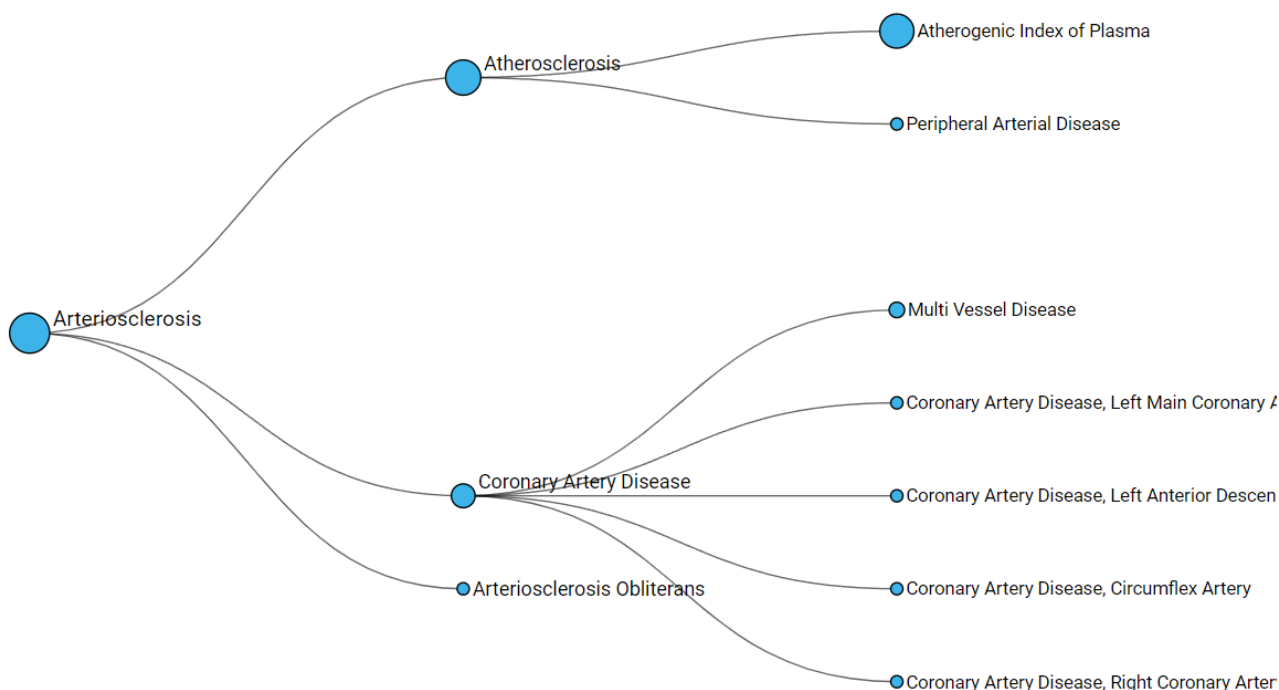 Atherogenic Index of Plasma
Atherosclerosis
Peripheral Arterial Disease
Multi Vessel Disease
Arteriosclerosis
Coronary Artery Disease, Left Main Coronary
Coronary Artery Disease
Coronary Artery Disease, Left Anterior Descen
Arteriosclerosis Obliterans
Coronary Artery Disease, Circumflex Artery
Coronary Artery Disease, Right Coronary Arter